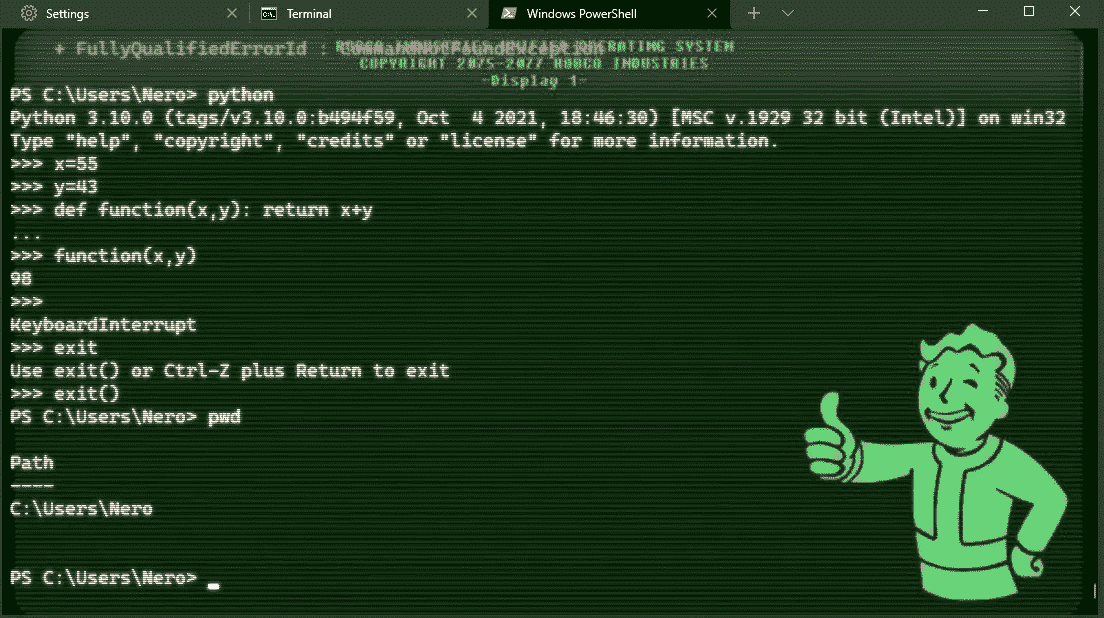 Settings
Terminal
Windows PowerShell
+ FullyQualifiedErrorId : CommandNotFoundException
ROBCO INDUSTRIES UNIFIED OPERATING SYSTEM
COPYRIGHT 2075-2077 ROBCO INDUSTRIES
-Display 1-
PS C:\Users\Nero> python
Python 3.10.0 (tags/v3.10.0:b494f59, Oct  4 2021, 18:46:30) [MSC v.1929 32 bit (Intel)] on win32
Type "help", "copyright", "credits" or "license" for more information.
>>> x=55
>>> y=43
>>> def function(x,y): return x+y
...
>>> function(x,y)
98
>>>
KeyboardInterrupt
>>> exit
Use exit() or Ctrl-Z plus Return to exit
>>> exit()
PS C:\Users\Nero> pwd
Path
----
C:\Users\Nero
PS C:\Users\Nero>